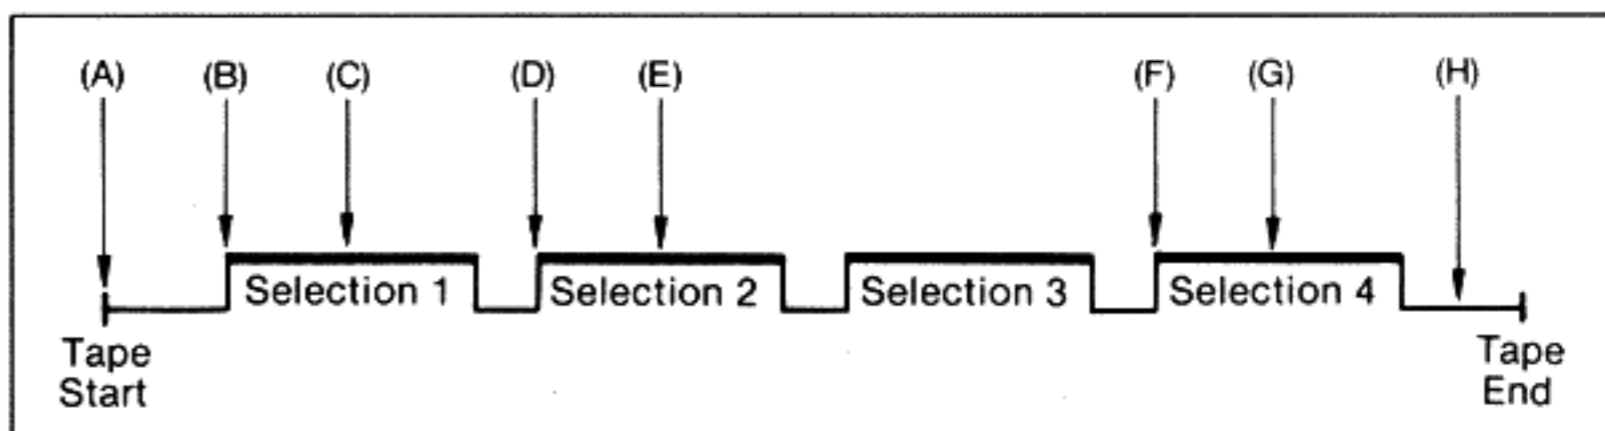 (A) (B) (C) (D) (E) (F) (G) (H)
Selection 1 Selection 2 Selection 3 Selection 4
Tape Start
Tape End